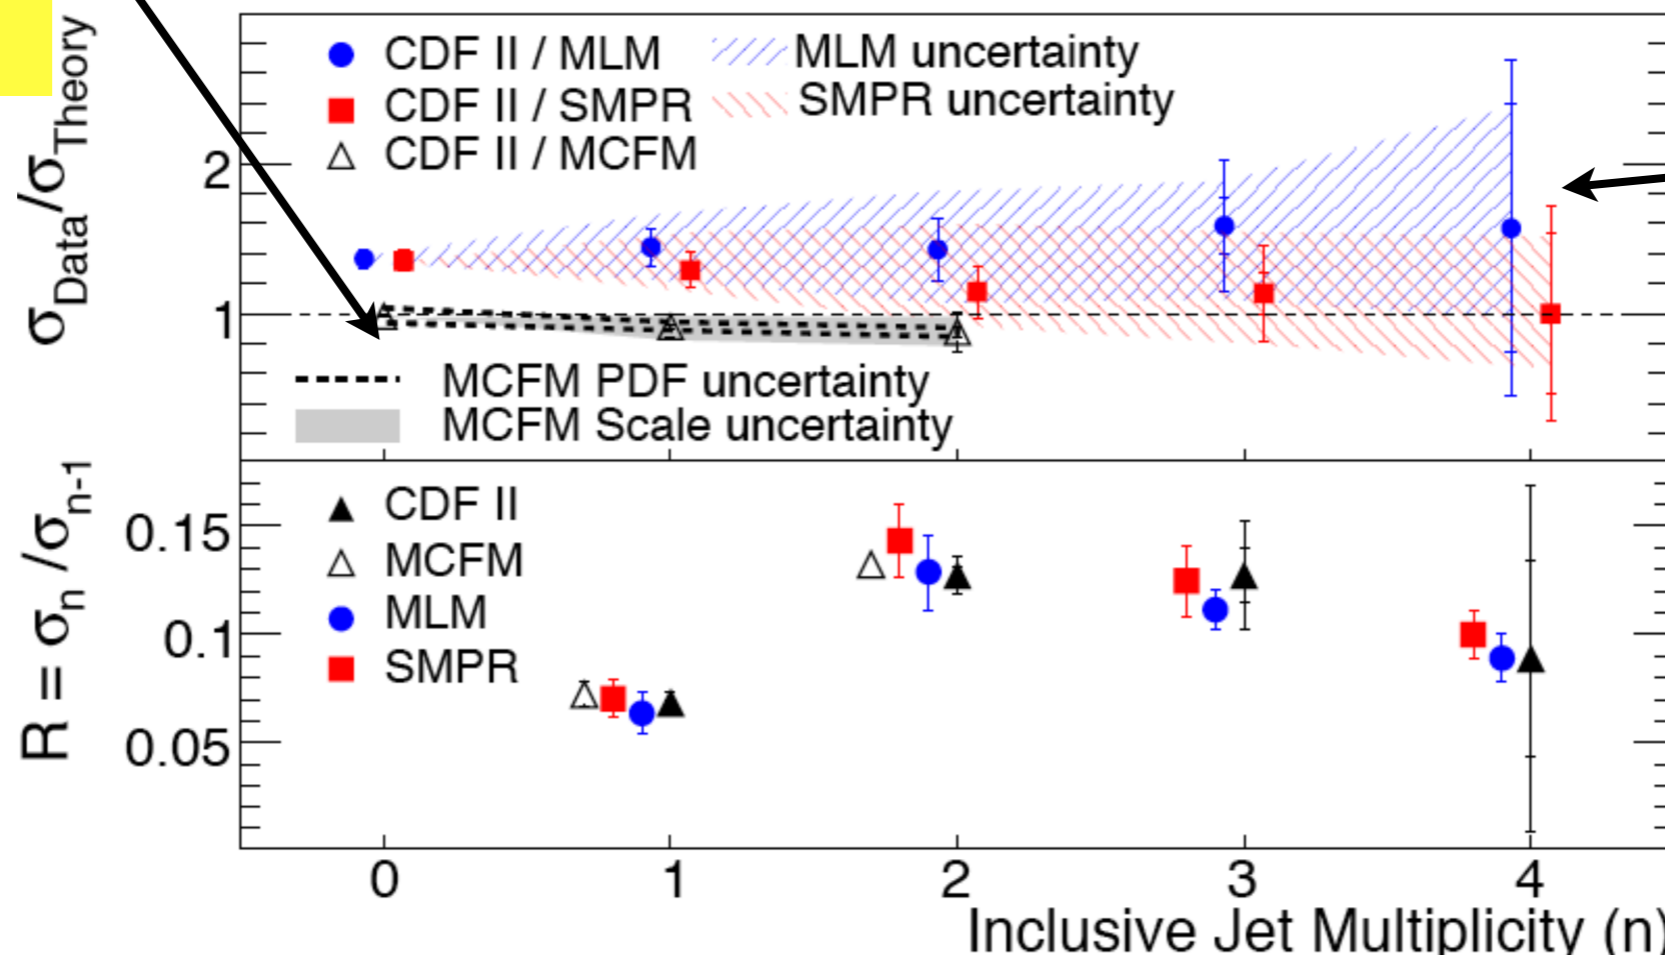 σData/σTheory
CDF II / MLM
MLM uncertainty
CDF II / SMPR
SMPR uncertainty
CDF II / MCFM
2
1
MCFM PDF uncertainty
MCFM Scale uncertainty
R = σn /σn-1
CDF II
MCFM
MLM
SMPR
0.15
0.1
0.05
0 1 2 3 4
Inclusive Jet Multiplicity (n)